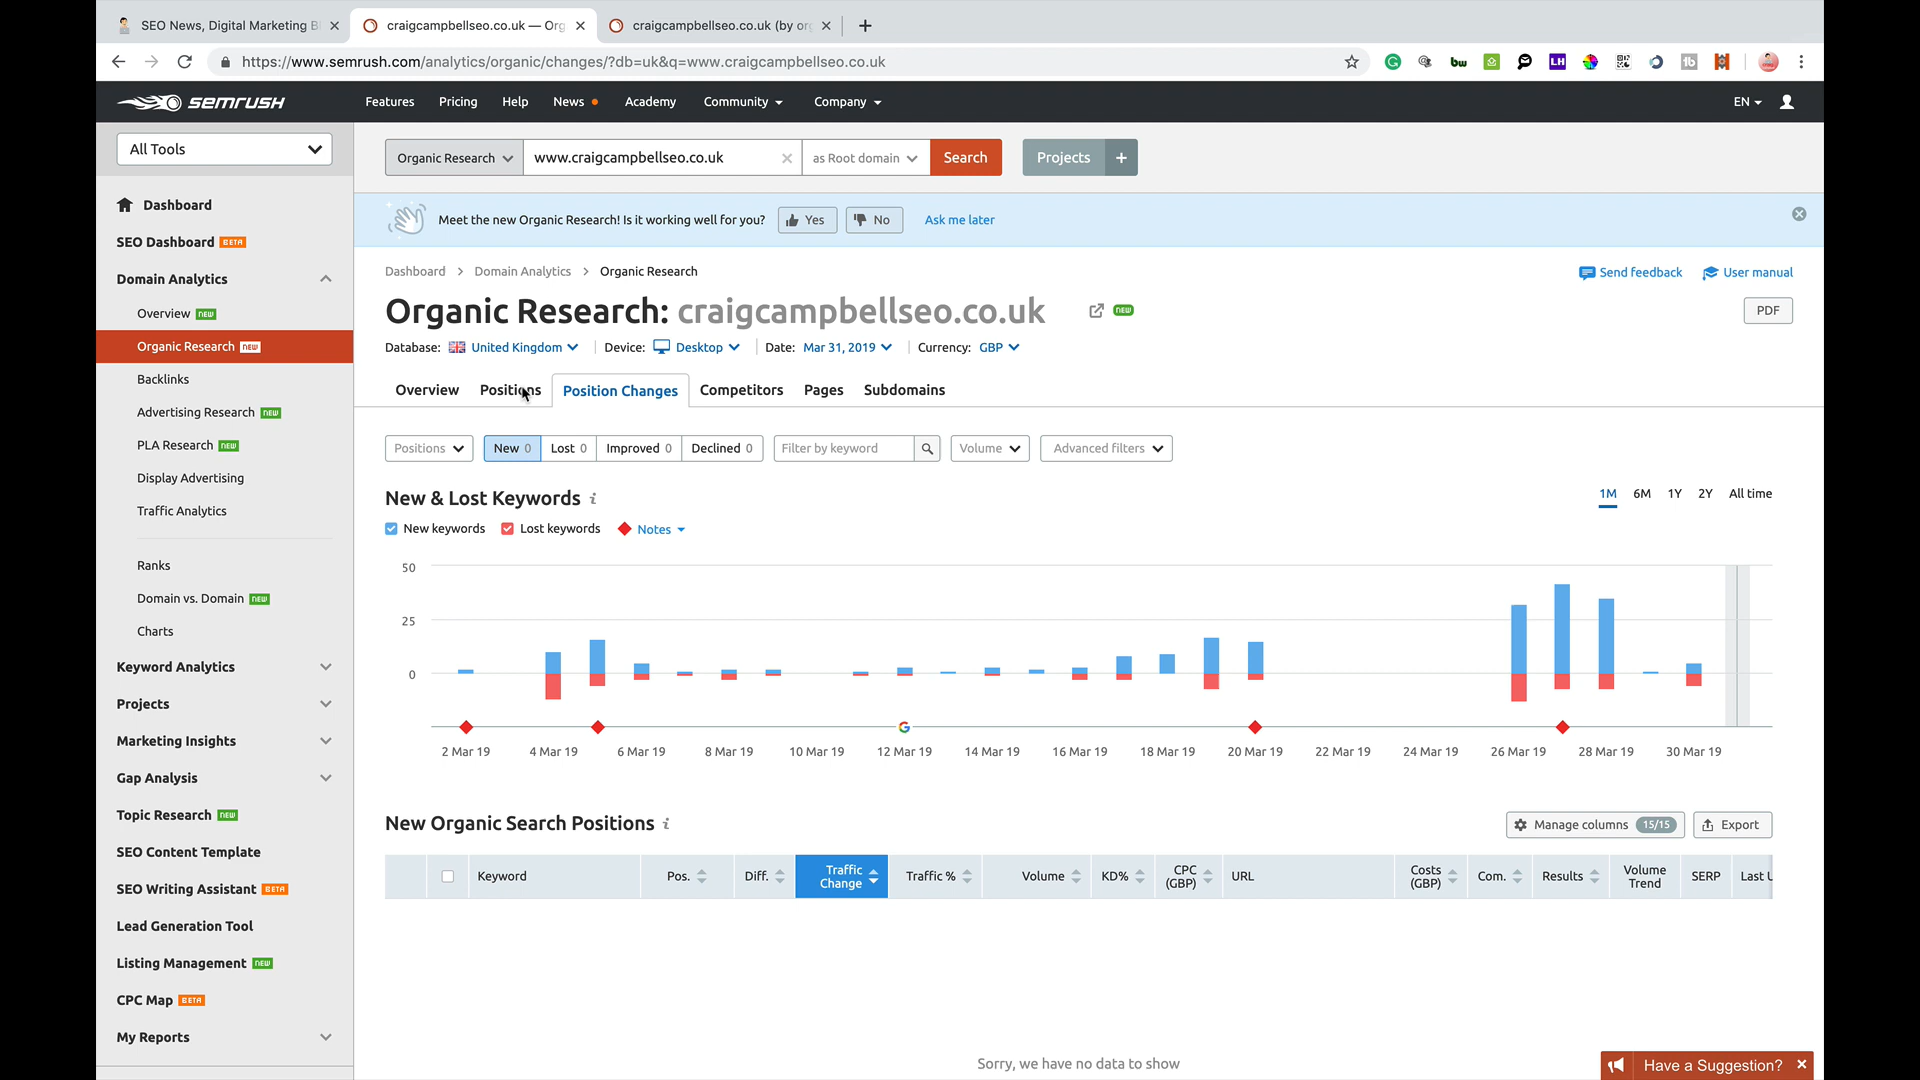 SEO News, Digital Marketing B
craigcampbellseo.co.uk — Org
craigcampbellseo.co.uk (by or
https://www.semrush.com/analytics/organic/changes/?db=uk&q=www.craigcampbellseo.co.uk
bw
LH
tb
SEMRUSH
Features
Pricing
Help
News
Academy
Community
Company
EN
All Tools
Organic Research
www.craigcampbellseo.co.uk
as Root domain
Search
Projects
+
Meet the new Organic Research! Is it working well for you?
Yes
No
Ask me later
Dashboard
SEO Dashboard BETA
Domain Analytics
Overview NEW
Organic Research NEW
Backlinks
Advertising Research NEW
PLA Research NEW
Display Advertising
Traffic Analytics
Ranks
Domain vs. Domain NEW
Charts
Keyword Analytics
Projects
Marketing Insights
Gap Analysis
Topic Research NEW
SEO Content Template
SEO Writing Assistant BETA
Lead Generation Tool
Listing Management NEW
CPC Map BETA
My Reports
Dashboard > Domain Analytics > Organic Research
Send feedback
User manual
Organic Research: craigcampbellseo.co.uk NEW
PDF
Database: United Kingdom
Device: Desktop
Date: Mar 31, 2019
Currency: GBP
Overview
Positions
Position Changes
Competitors
Pages
Subdomains
Positions
New 0
Lost 0
Improved 0
Declined 0
Filter by keyword
Volume
Advanced filters
New & Lost Keywords i
1M 6M 1Y 2Y All time
New keywords
Lost keywords
Notes
50
25
0
G
2 Mar 19
4 Mar 19
6 Mar 19
8 Mar 19
10 Mar 19
12 Mar 19
14 Mar 19
16 Mar 19
18 Mar 19
20 Mar 19
22 Mar 19
24 Mar 19
26 Mar 19
28 Mar 19
30 Mar 19
New Organic Search Positions i
Manage columns 15/15
Export
Keyword
Pos.
Diff.
Traffic
Change
Traffic %
Volume
KD%
CPC
(GBP)
URL
Costs
(GBP)
Com.
Results
Volume
Trend
SERP
Last U
Sorry, we have no data to show
Have a Suggestion?